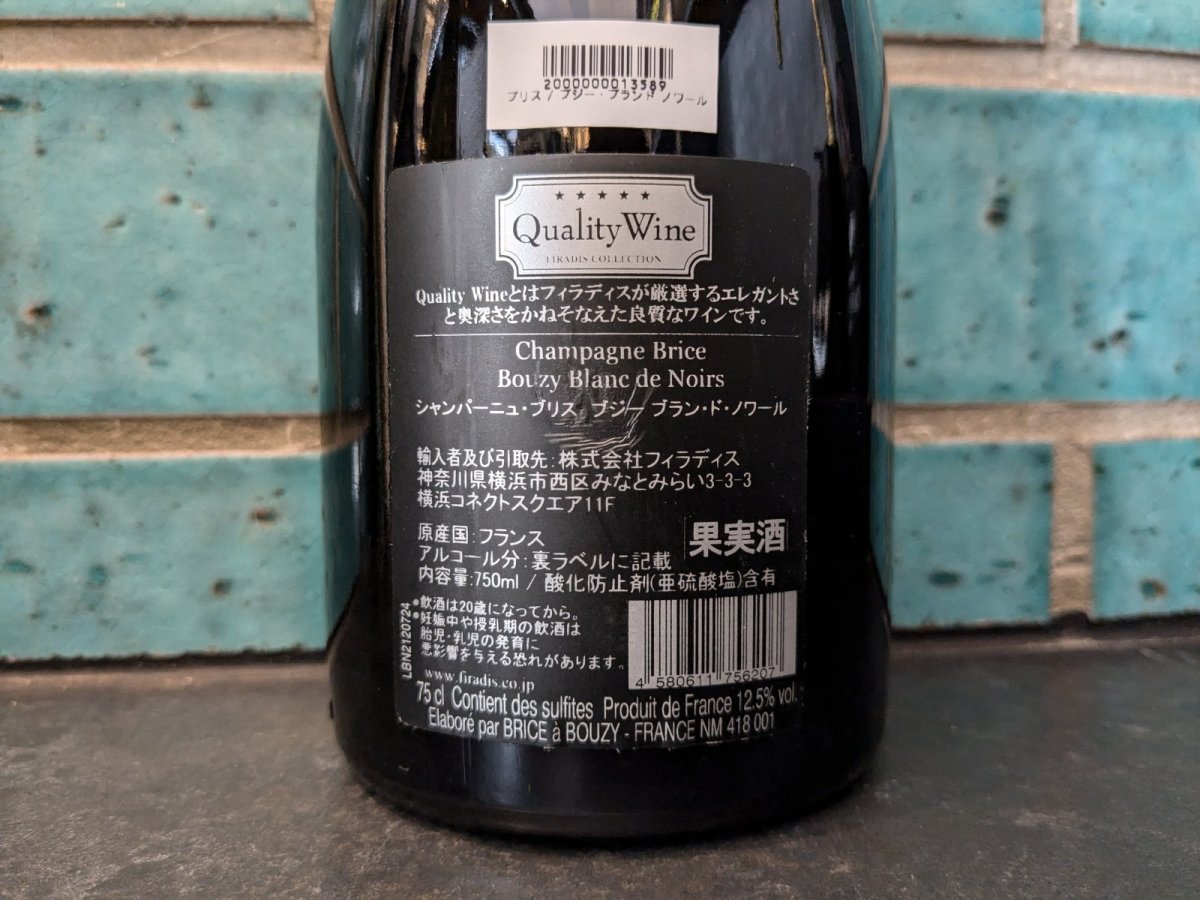 2000000013589
ブリス / ブジー・ブランド ノワール
★★★★★
Quality Wine
FIRADIS COLLECTION
Quality Wineとはフィラディスが厳選するエレガントさ
と奥深さをかねそなえた良質なワインです。
Champagne Brice
Bouzy Blanc de Noirs
シャンパーニュ・ブリス ブジー ブラン・ド・ノワール
輸入者及び引取先:株式会社フィラディス
神奈川県横浜市西区みなとみらい3-3-3
横浜コネクトスクエア11F
原産国:フランス
アルコール分:裏ラベルに記載
果実酒
内容量:750ml / 酸化防止剤(亜硫酸塩)含有
●飲酒は20歳になってから。
●妊娠中や授乳期の飲酒は
胎児・乳児の発育に
悪影響を与える恐れがあります。
www.firadis.co.jp
LBN2120724
4 580611 756207
75 cl Contient des sulfites Produit de France 12.5% vol.
Elaboré par BRICE à BOUZY - FRANCE NM 418 001